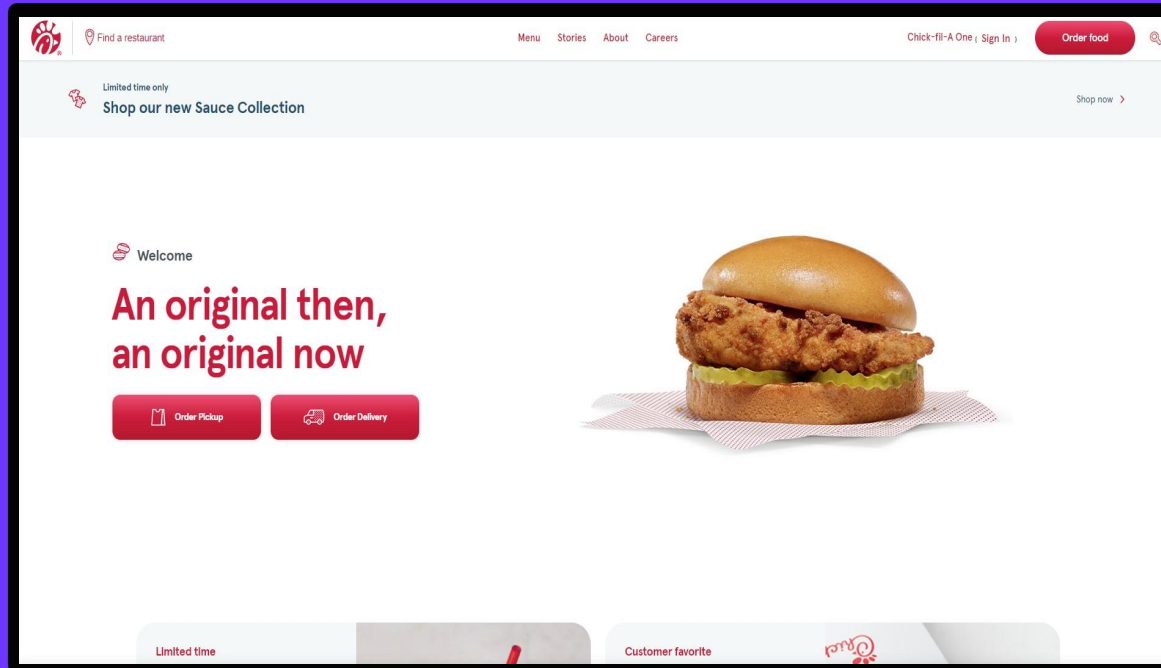 Find a restaurant
Menu Stories About Careers
Chick-fil-A One ( Sign In )
Order food
Limited time only
Shop our new Sauce Collection
Shop now
Welcome
An original then,
an original now
Order Pickup
Order Delivery
Limited time
Customer favorite
Chick